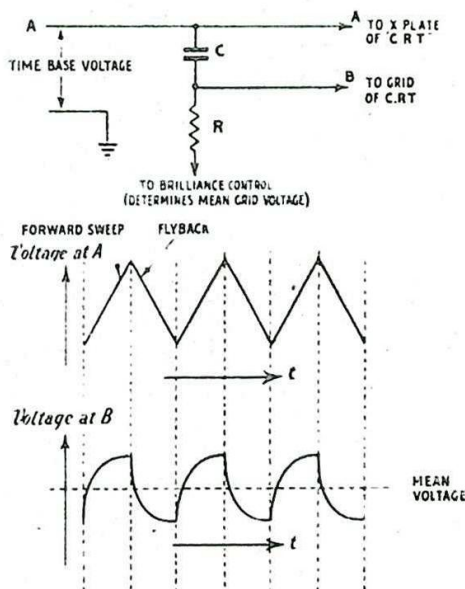 A
A
TO X PLATE
OF "C.R.T"
TIME BASE VOLTAGE
C
B
TO GRID
OF C.RT
R
TO BRILLIANCE CONTROL
(DETERMINES MEAN GRID VOLTAGE)
FORWARD SWEEP
FLYBACK
Voltage at A
t
Voltage at B
MEAN
VOLTAGE
t